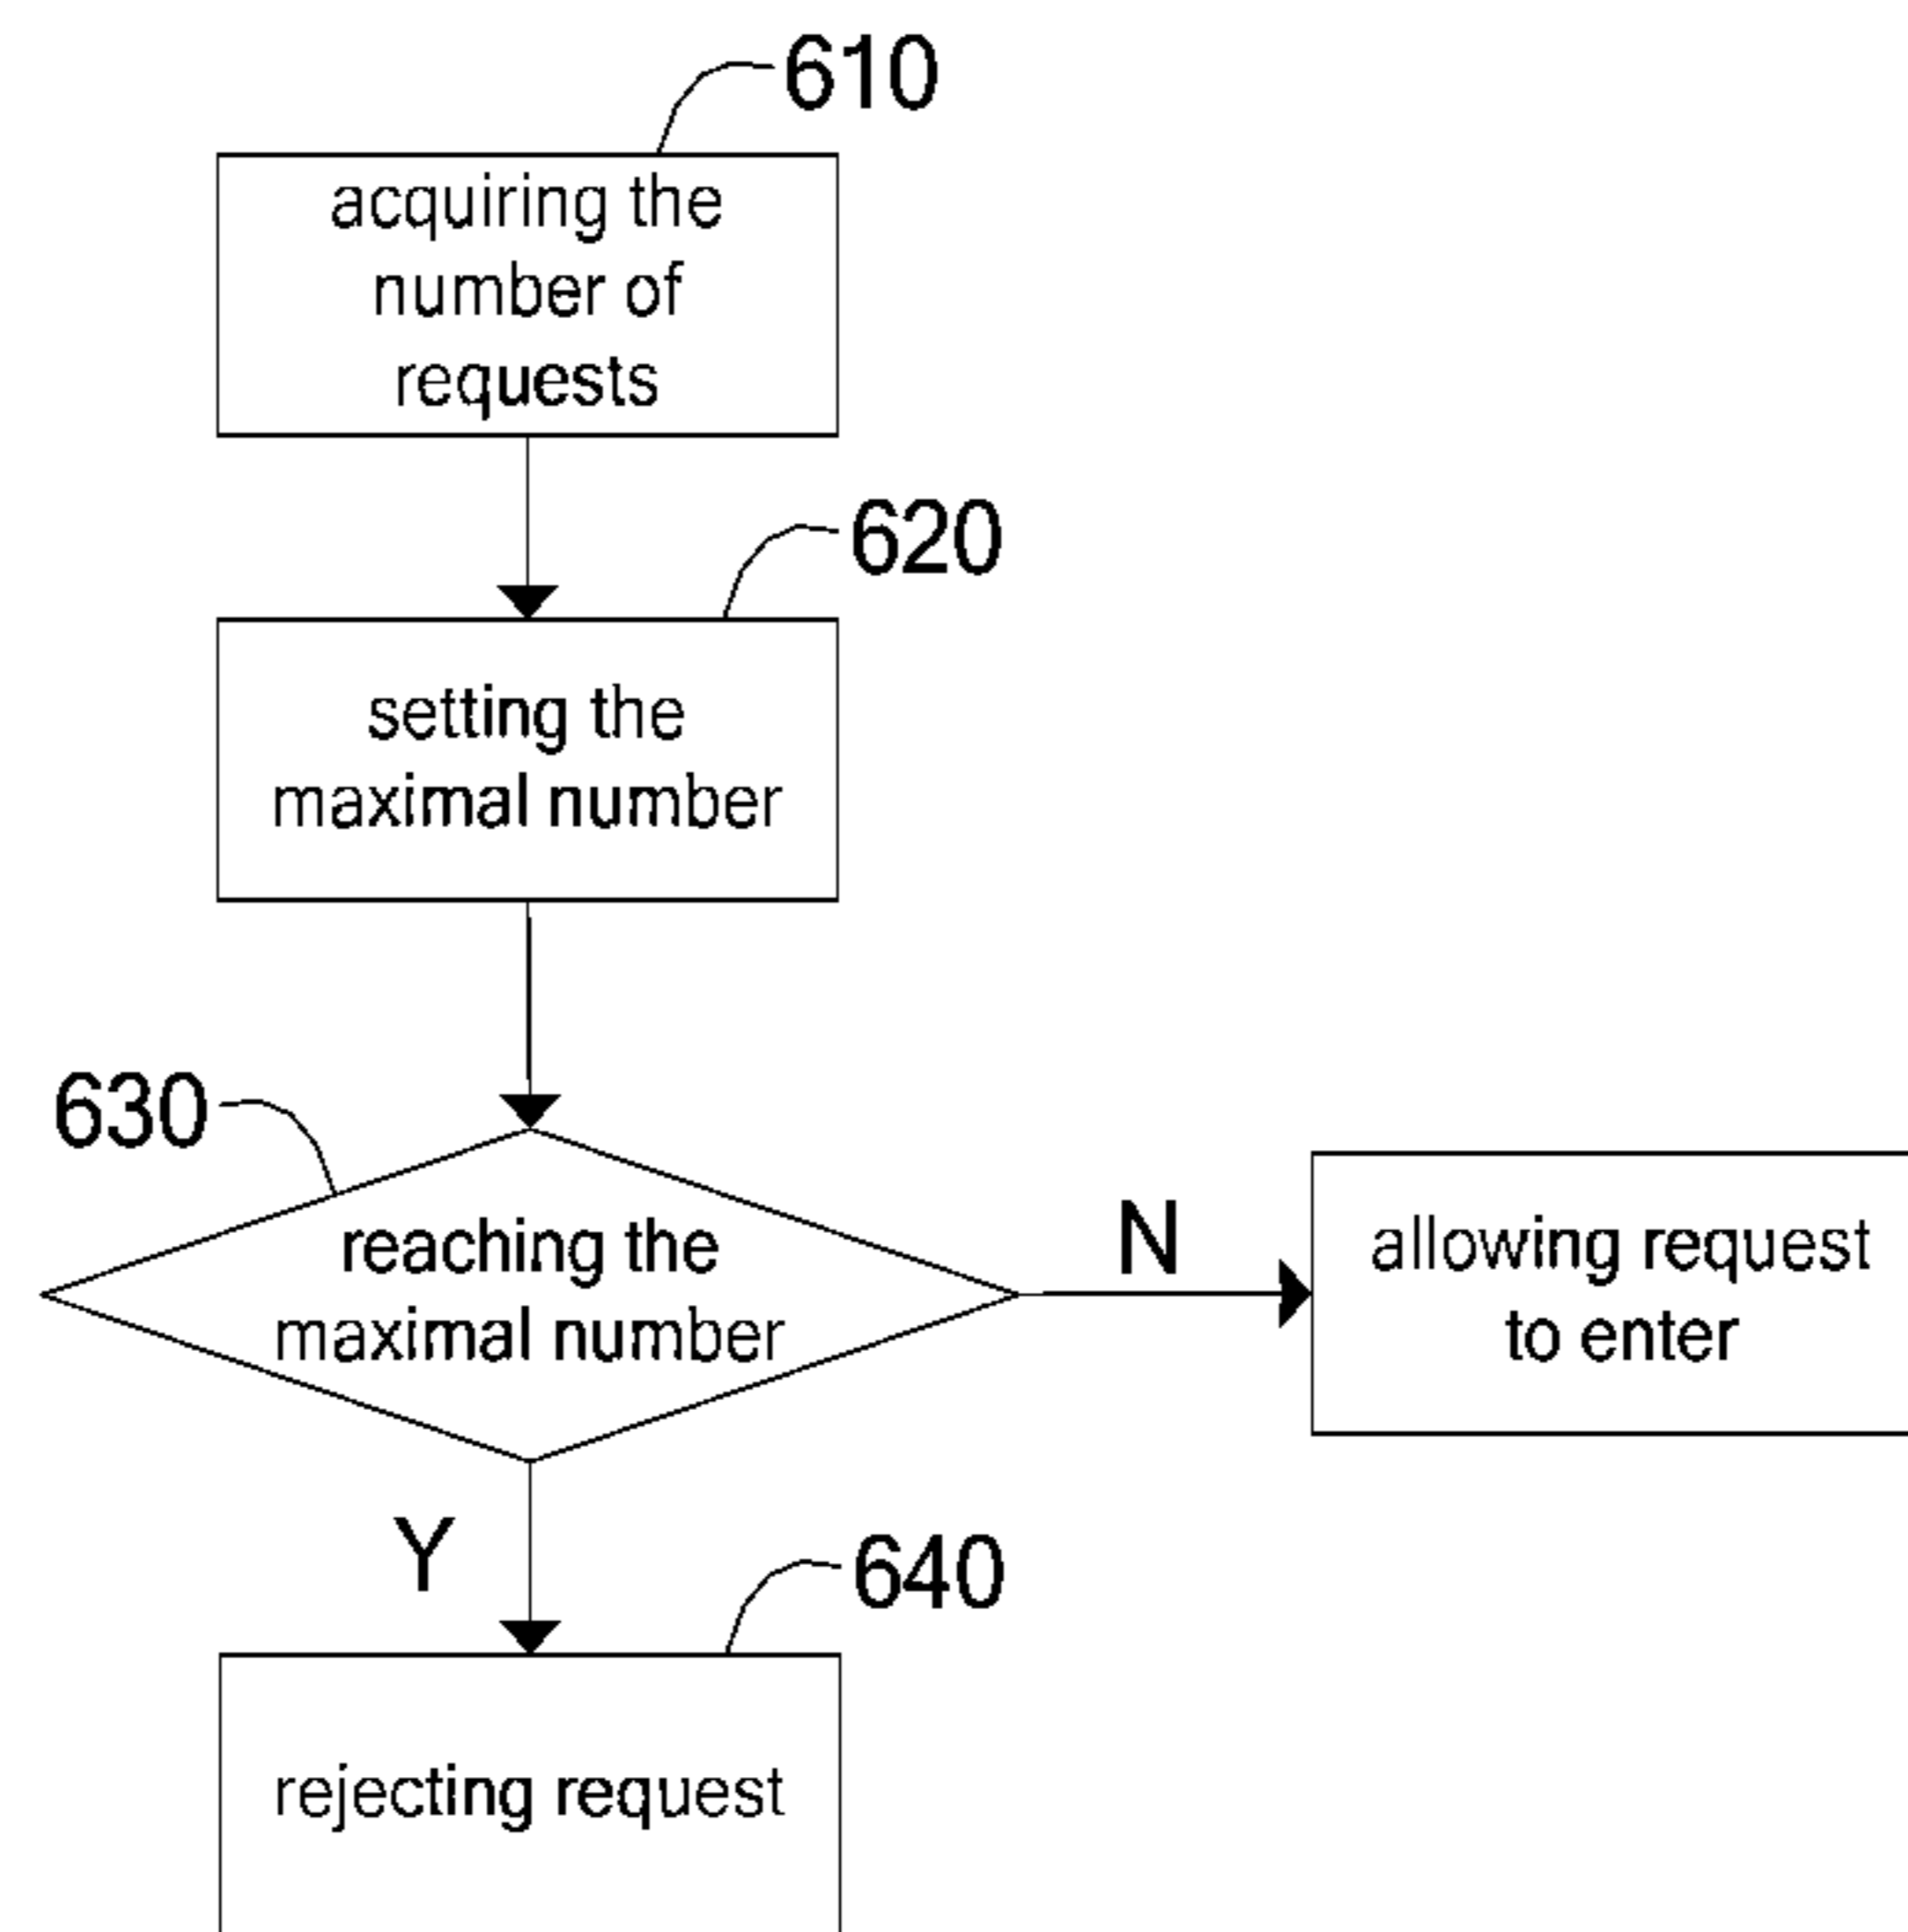 610
acquiring the
number of
requests
620
setting the
maximal number
630
reaching the
maximal number
N
allowing request
to enter
Y
640
rejecting request